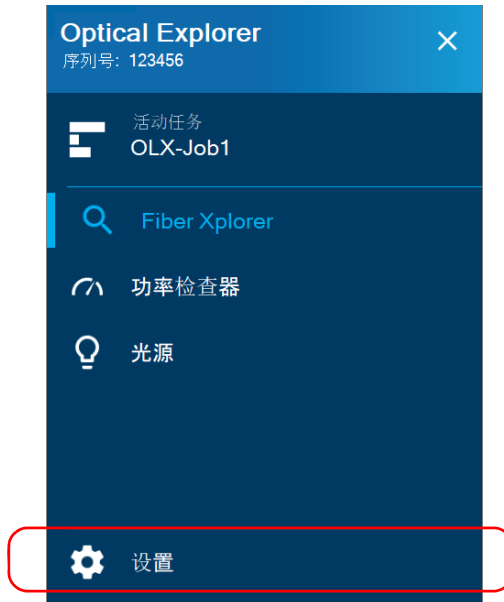 Optical Explorer
序列号: 123456
活动任务
OLX-Job1
Fiber Xplorer
功率检查器
光源
设置